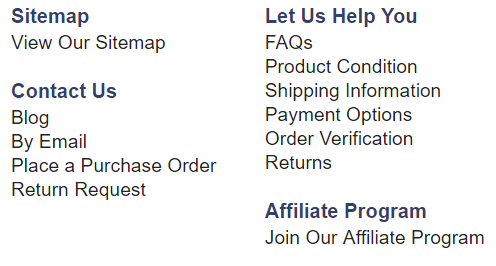 Sitemap
View Our Sitemap
Contact Us
Blog
By Email
Place a Purchase Order
Return Request
Let Us Help You
FAQs
Product Condition
Shipping Information
Payment Options
Order Verification
Returns
Affiliate Program
Join Our Affiliate Program